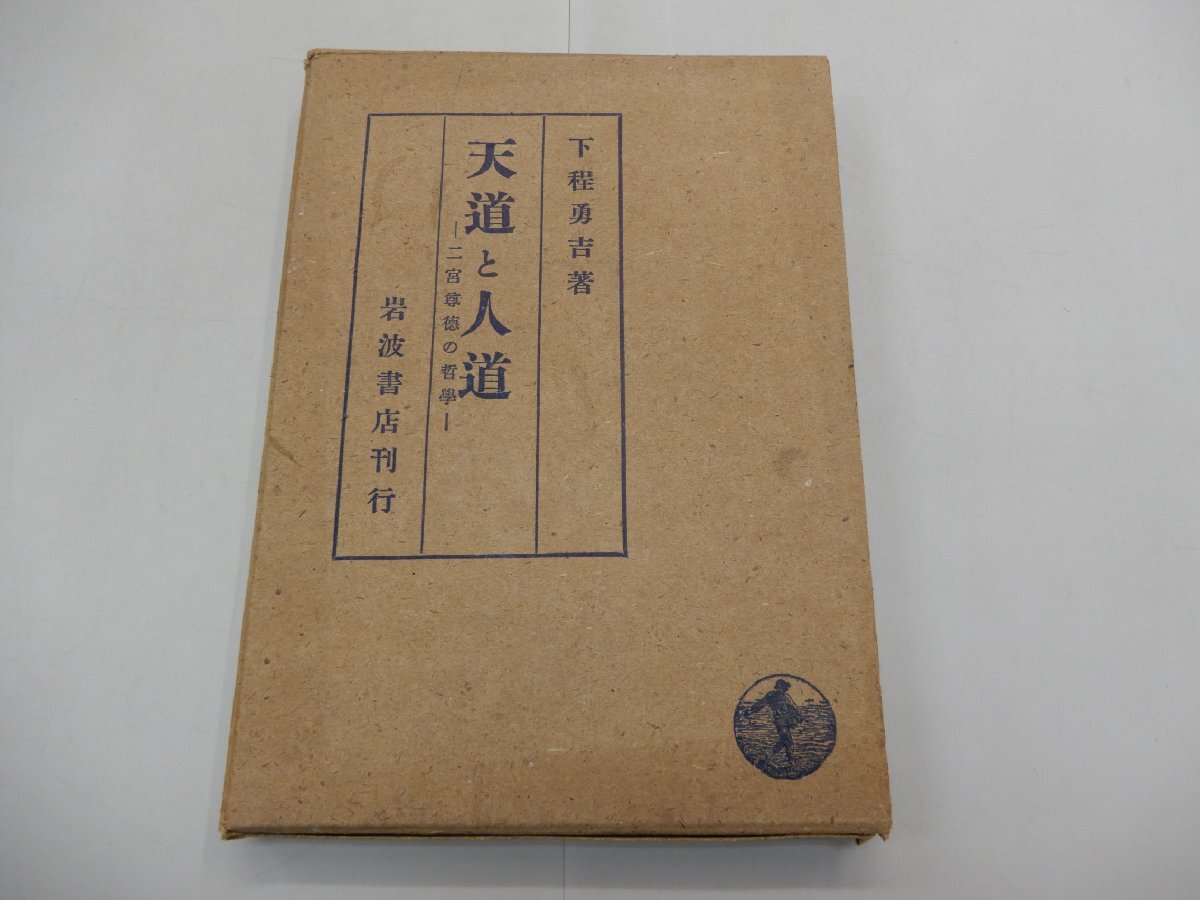 下程勇吉著
天道と人道
―二宮尊德の哲學―
岩波書店刊行